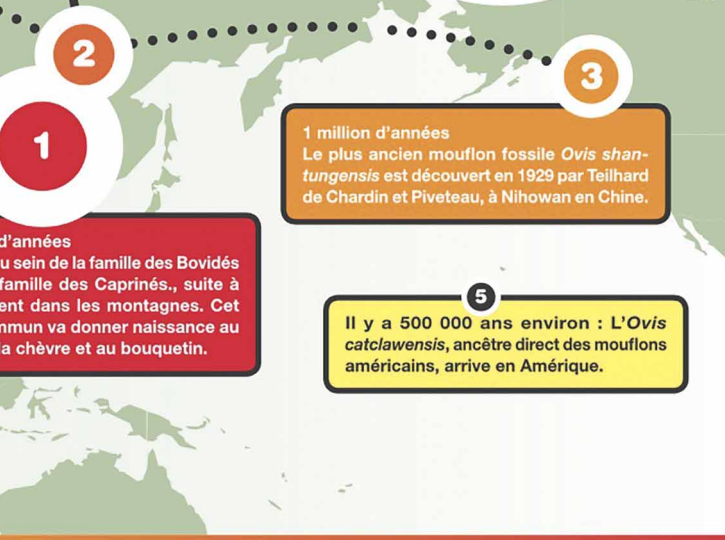 2
3
1
1 million d'années
Le plus ancien mouflon fossile Ovis shan-
tungensis est découvert en 1929 par Teilhard
de Chardin et Piveteau, à Nihowan en Chine.
d'années
u sein de la famille des Bovidés
famille des Caprinés., suite à
ent dans les montagnes. Cet
mmun va donner naissance au
la chèvre et au bouquetin.
5
Il y a 500 000 ans environ : L'Ovis
catclawensis, ancêtre direct des mouflons
américains, arrive en Amérique.